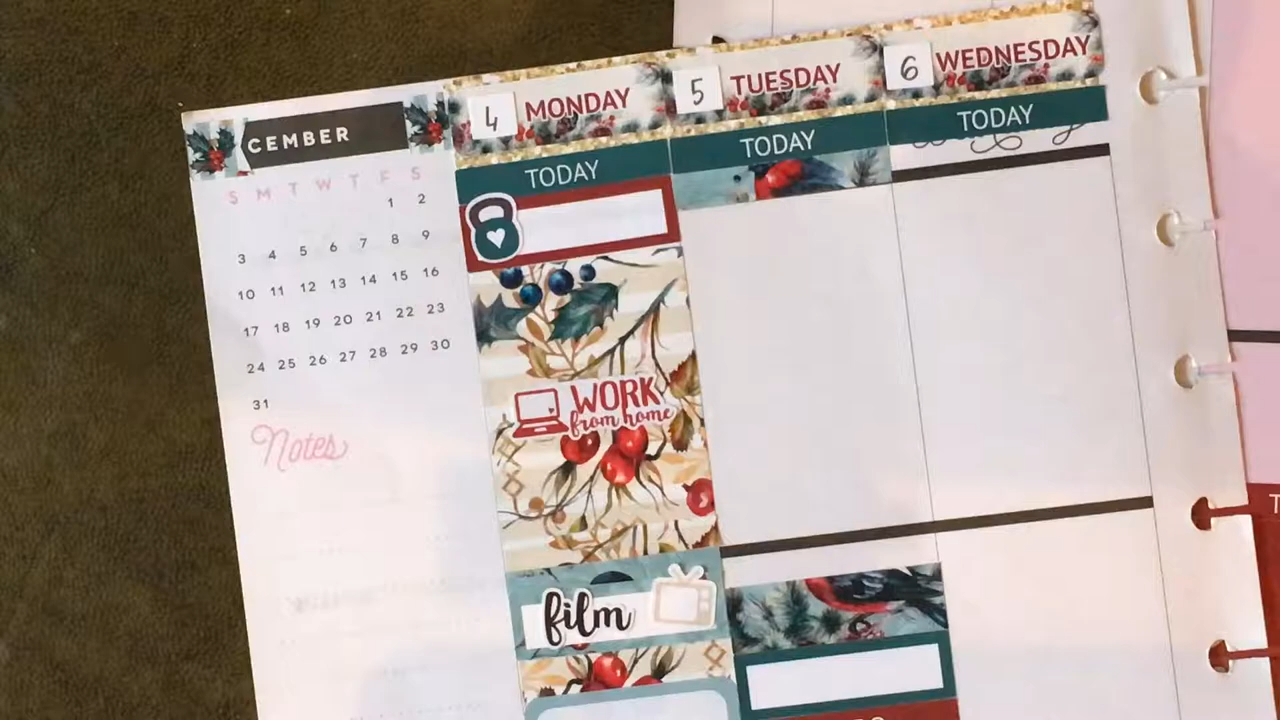 CEMBER
S M T W T F S
1 2
3 4 5 6 7 8 9
10 11 12 13 14 15 16
17 18 19 20 21 22 23
24 25 26 27 28 29 30
31
Notes
4 MONDAY
TODAY
WORK
from home
film
5 TUESDAY
TODAY
6 WEDNESDAY
TODAY